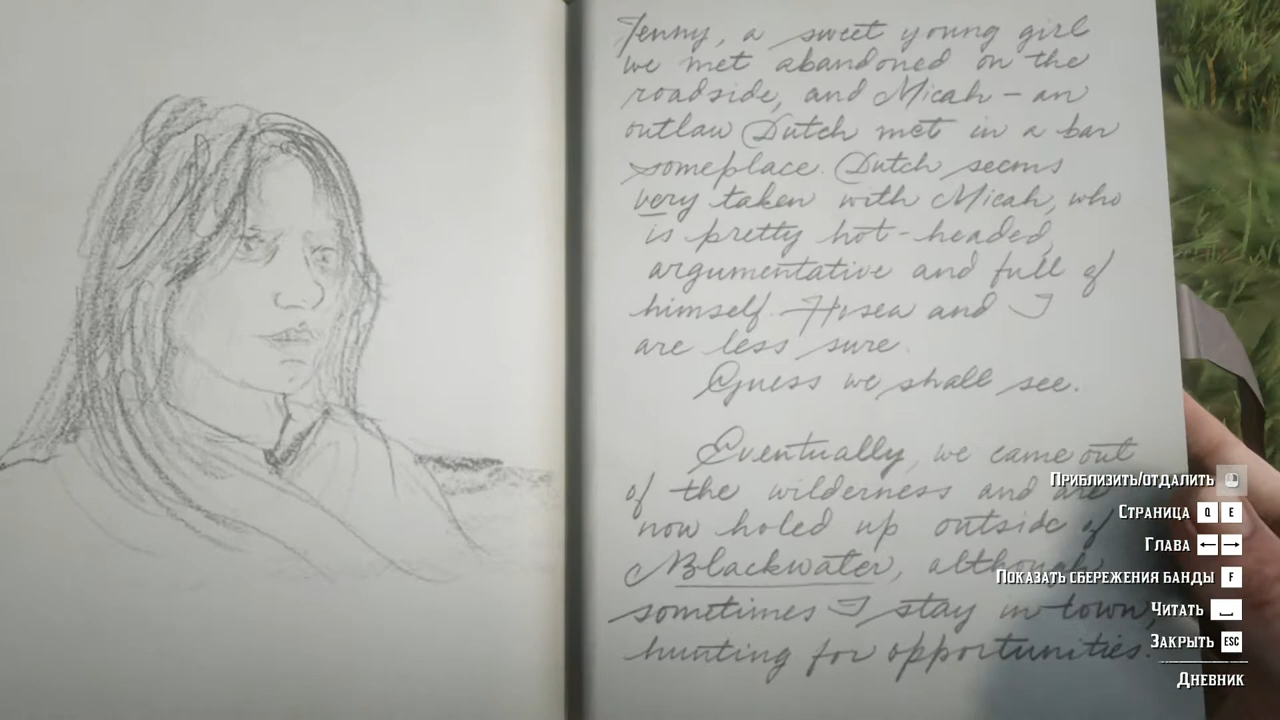 Jenny, a sweet young girl
we met abandoned on the
roadside, and Micah – an
outlaw Dutch met in a bar
someplace. Dutch seems
very taken with Micah, who
is pretty hot-headed,
argumentative and full of
himself. Hosea and I
are less sure.
Guess we shall see.
Eventually, we came out
of the wilderness and are
now holed up outside of
Blackwater, although
sometimes I stay in town,
hunting for opportunities.
Приблизить/отдалить
Страница Q E
Глава ← →
Показать сбережения банды F
Читать
Закрыть ESC
Дневник